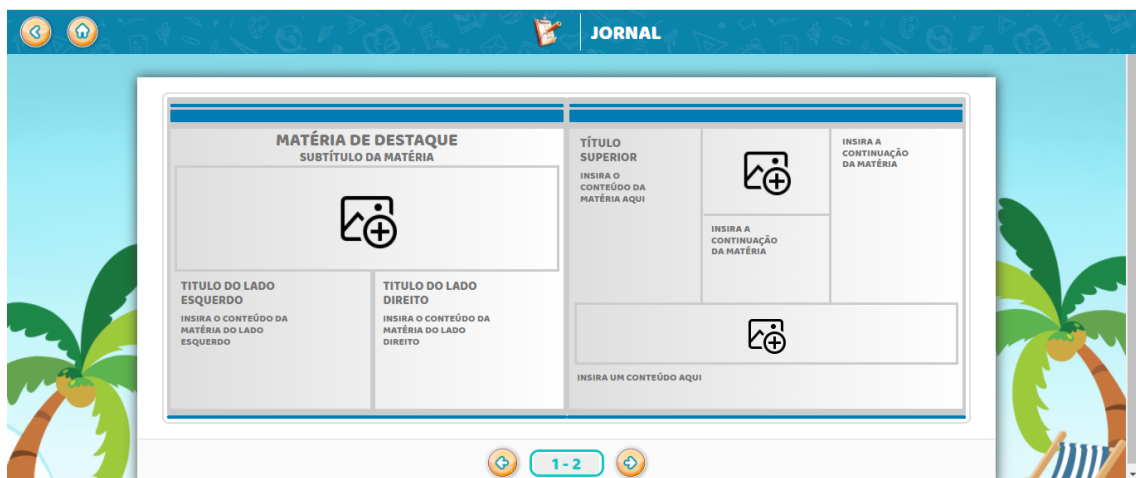 JORNAL
MATÉRIA DE DESTAQUE
SUBTÍTULO DA MATÉRIA
TITULO DO LADO
ESQUERDO
INSIRA O CONTEÚDO DA
MATÉRIA DO LADO
ESQUERDO
TITULO DO LADO
DIREITO
INSIRA O CONTEÚDO DA
MATÉRIA DO LADO
DIREITO
TÍTULO
SUPERIOR
INSIRA O
CONTEÚDO DA
MATÉRIA AQUI
INSIRA A
CONTINUAÇÃO
DA MATÉRIA
INSIRA A
CONTINUAÇÃO
DA MATÉRIA
INSIRA UM CONTEÚDO AQUI
1 - 2